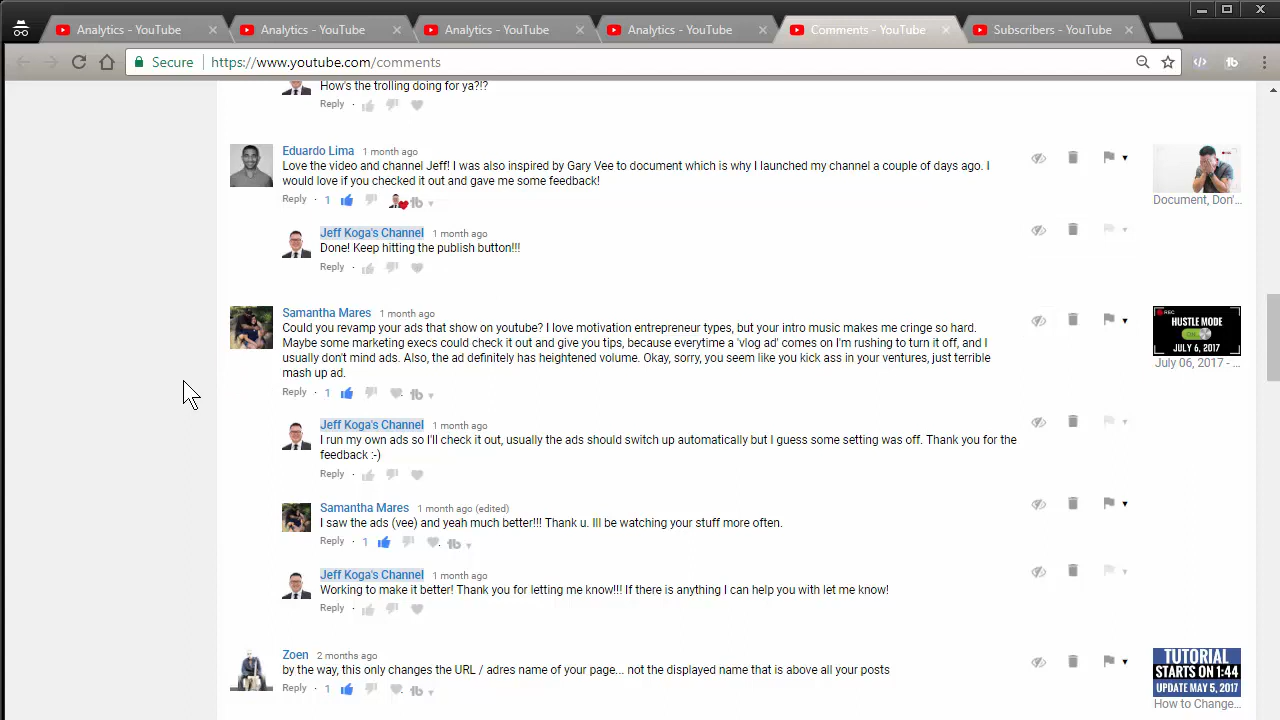 Analytics - YouTube
Analytics - YouTube
Analytics - YouTube
Analytics - YouTube
Comments - YouTube
Subscribers - YouTube
Secure
https://www.youtube.com/comments
How's the trolling doing for ya?!?
Reply
Eduardo Lima 1 month ago
Love the video and channel Jeff! I was also inspired by Gary Vee to document which is why I launched my channel a couple of days ago. I
would love if you checked it out and gave me some feedback!
Reply · 1
tb
Document, Don'...
Jeff Koga's Channel 1 month ago
Done! Keep hitting the publish button!!!
Reply
Samantha Mares 1 month ago
Could you revamp your ads that show on youtube? I love motivation entrepreneur types, but your intro music makes me cringe so hard.
Maybe some marketing execs could check it out and give you tips, because everytime a 'vlog ad' comes on I'm rushing to turn it off, and I
usually don't mind ads. Also, the ad definitely has heightened volume. Okay, sorry, you seem like you kick ass in your ventures, just terrible
mash up ad.
Reply · 1
tb
REC
HUSTLE MODE
ON
JULY 6, 2017
July 06, 2017 - ...
Jeff Koga's Channel 1 month ago
I run my own ads so I'll check it out, usually the ads should switch up automatically but I guess some setting was off. Thank you for the
feedback :-)
Reply
Samantha Mares 1 month ago (edited)
I saw the ads (vee) and yeah much better!!! Thank u. Ill be watching your stuff more often.
Reply · 1
tb
Jeff Koga's Channel 1 month ago
Working to make it better! Thank you for letting me know!!! If there is anything I can help you with let me know!
Reply
Zoen 2 months ago
by the way, this only changes the URL / adres name of your page... not the displayed name that is above all your posts
Reply · 1
tb
TUTORIAL
STARTS ON 1:44
UPDATE MAY 5, 2017
How to Change...